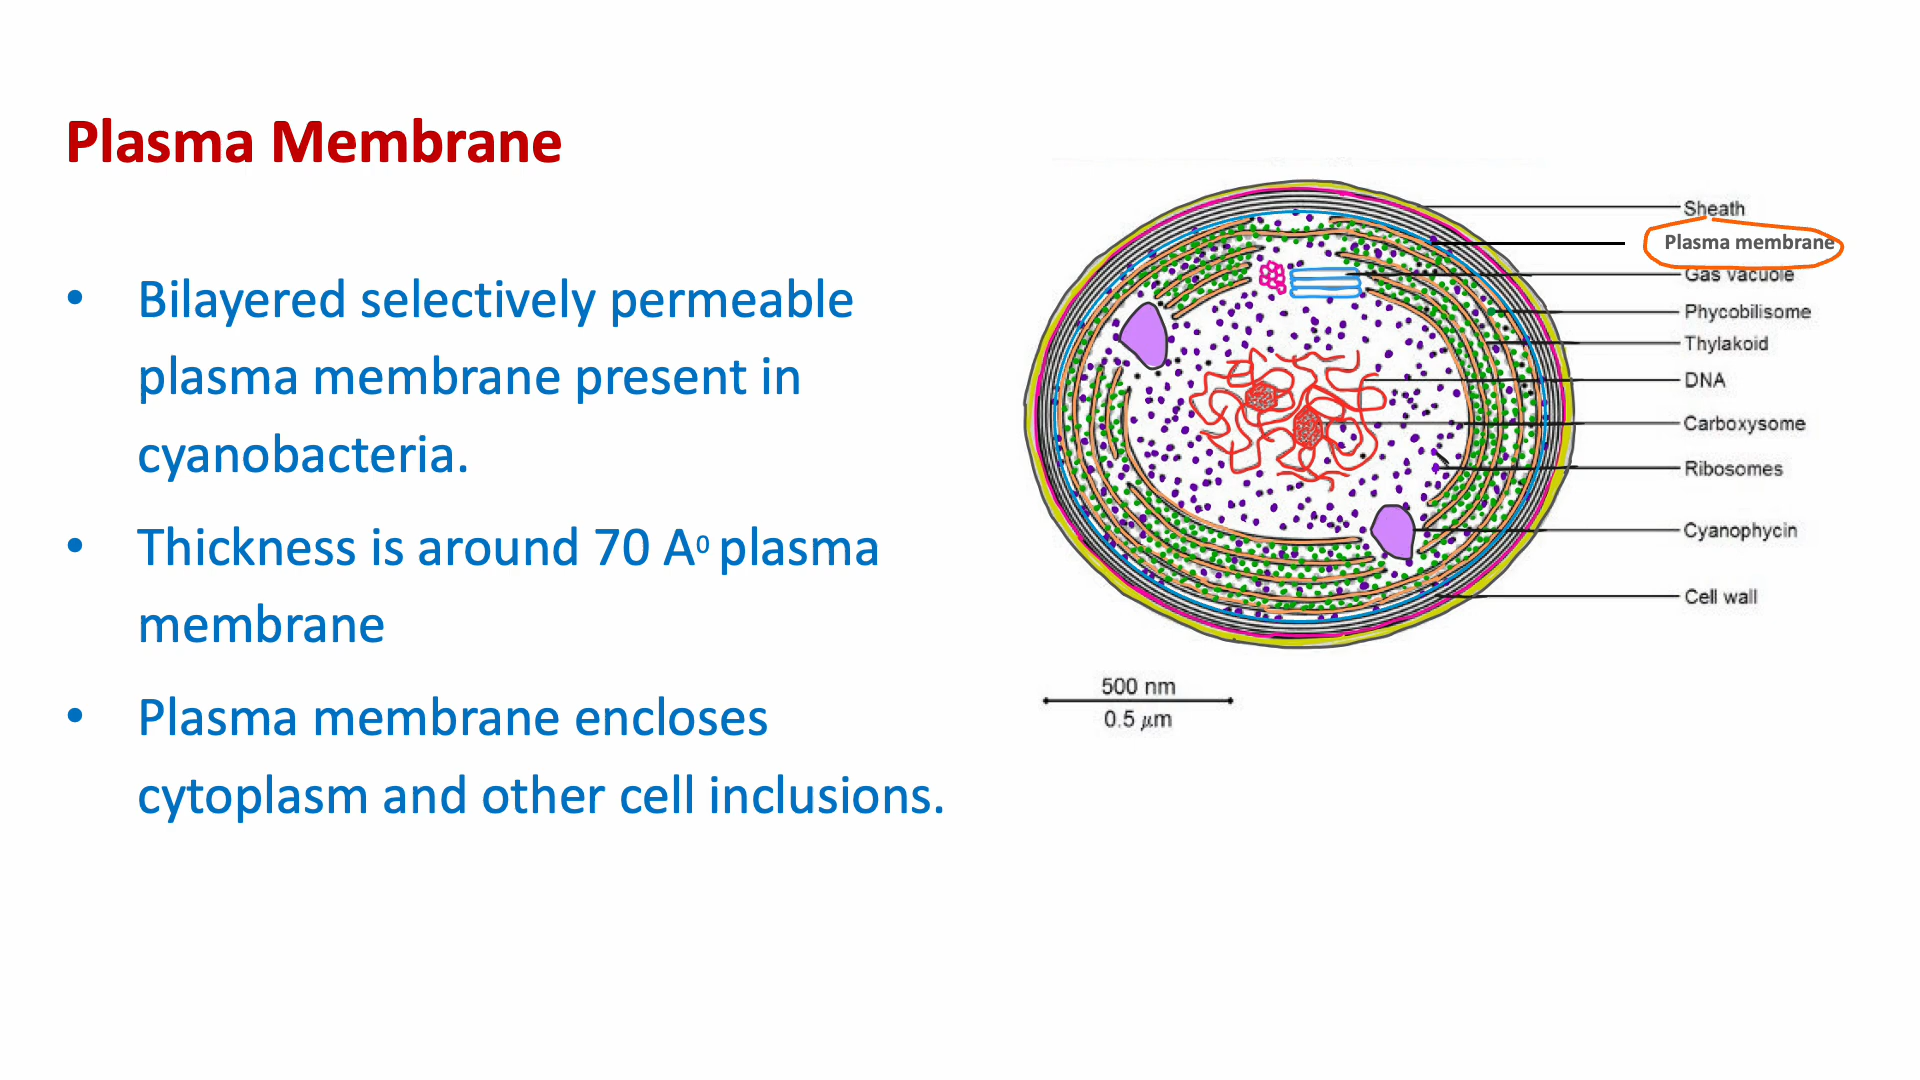 Plasma Membrane
• Bilayered selectively permeable
plasma membrane present in
cyanobacteria.
• Thickness is around 70 A⁰ plasma
membrane
• Plasma membrane encloses
cytoplasm and other cell inclusions.
Sheath
Plasma membrane
Gas vacuole
Phycobilisome
Thylakoid
DNA
Carboxysome
Ribosomes
Cyanophycin
Cell wall
500 nm
0.5 μm